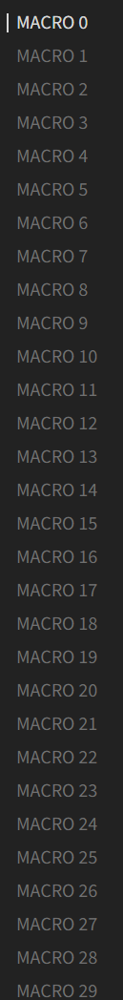 MACRO 0
MACRO 1
MACRO 2
MACRO 3
MACRO 4
MACRO 5
MACRO 6
MACRO 7
MACRO 8
MACRO 9
MACRO 10
MACRO 11
MACRO 12
MACRO 13
MACRO 14
MACRO 15
MACRO 16
MACRO 17
MACRO 18
MACRO 19
MACRO 20
MACRO 21
MACRO 22
MACRO 23
MACRO 24
MACRO 25
MACRO 26
MACRO 27
MACRO 28
MACRO 29